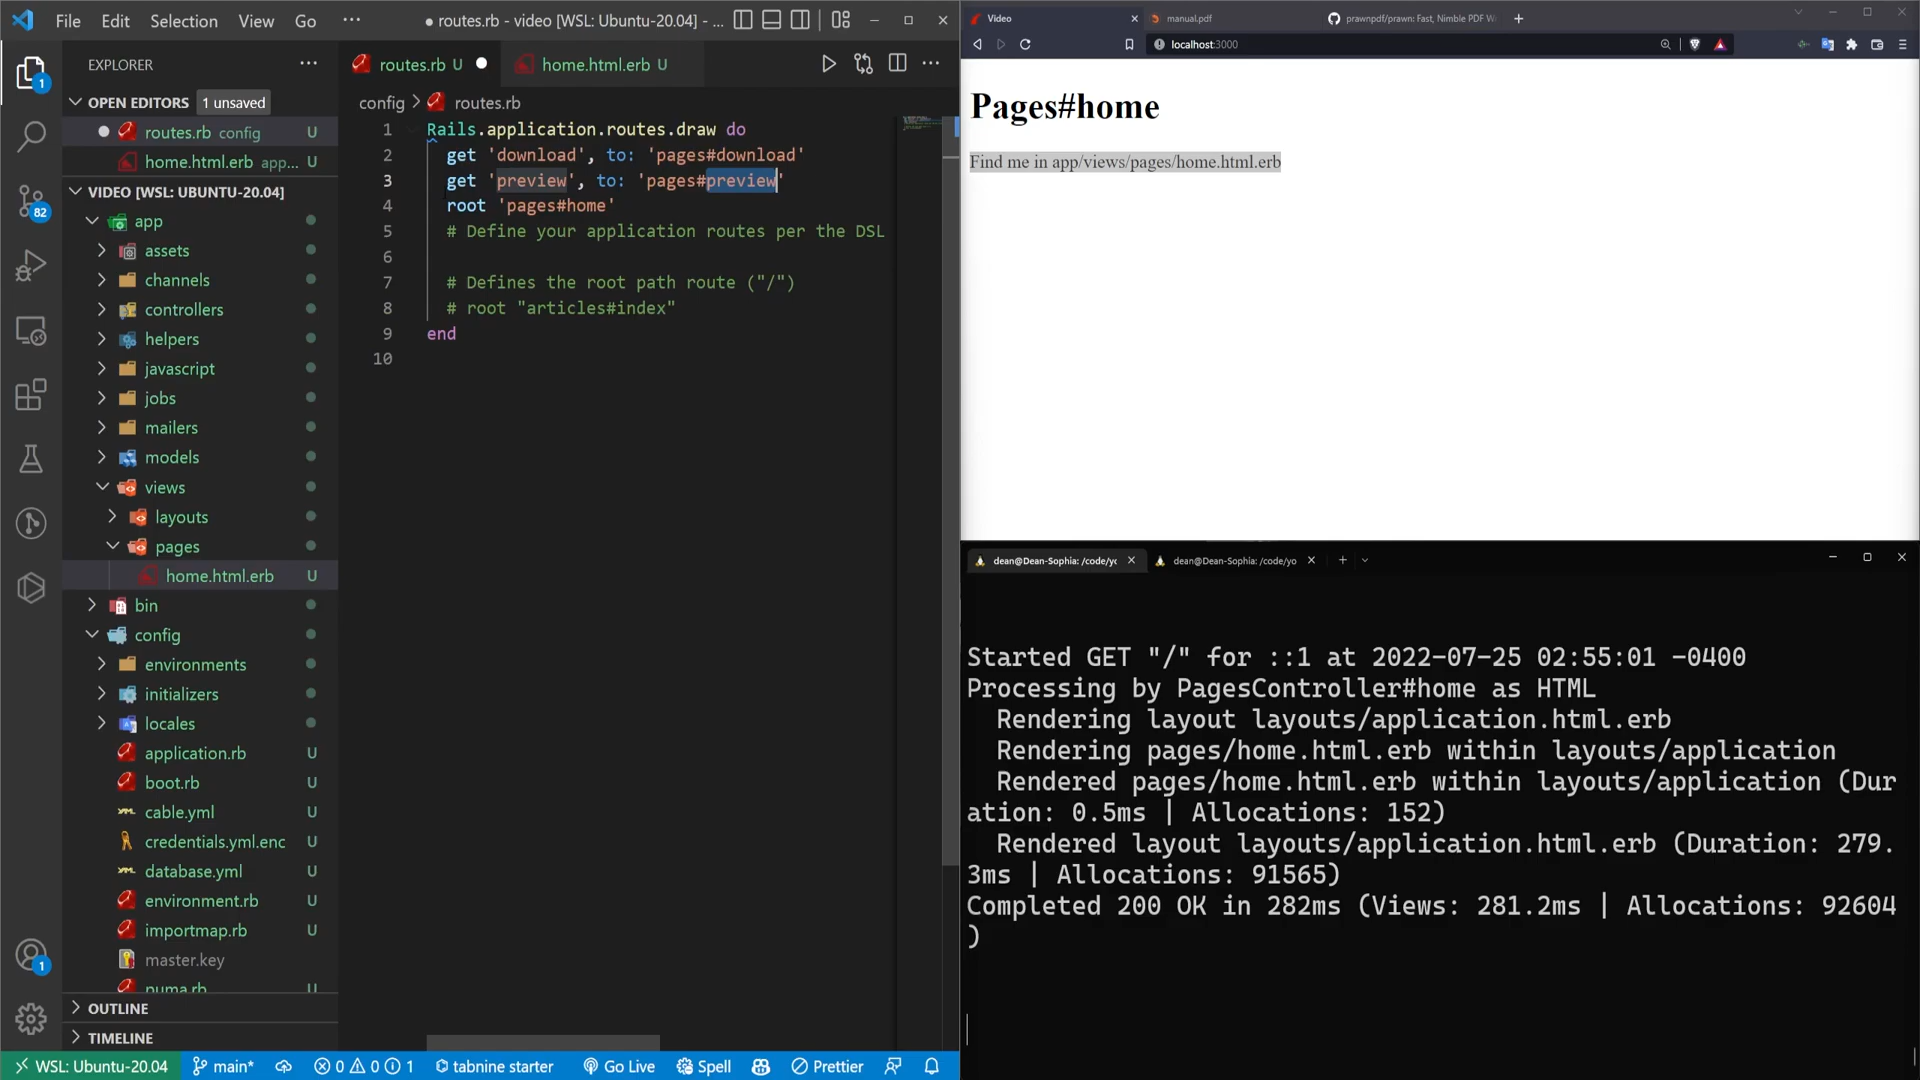 File Edit Selection View Go ··· ● routes.rb - video [WSL: Ubuntu-20.04] - ...
EXPLORER ···
OPEN EDITORS 1 unsaved
● routes.rb config U
home.html.erb app... U
VIDEO [WSL: UBUNTU-20.04]
app
assets
channels
controllers
helpers
javascript
jobs
mailers
models
views
layouts
pages
home.html.erb U
bin
config
environments
initializers
locales
application.rb U
boot.rb U
cable.yml U
credentials.yml.enc U
database.yml U
environment.rb U
importmap.rb U
master.key
puma.rb U
OUTLINE
TIMELINE
1
82
1
routes.rb U ● home.html.erb U
config > routes.rb
1 Rails.application.routes.draw do
2 get 'download', to: 'pages#download'
3 get 'preview', to: 'pages#preview'
4 root 'pages#home'
5 # Define your application routes per the DSL
6
7 # Defines the root path route ("/")
8 # root "articles#index"
9 end
10
WSL: Ubuntu-20.04 main* 0 0 1 tabnine starter Go Live Spell Prettier
Video manual.pdf prawnpdf/prawn: Fast, Nimble PDF W
localhost:3000
Pages#home
Find me in app/views/pages/home.html.erb
dean@Dean-Sophia: /code/yc dean@Dean-Sophia: /code/yo
Started GET "/" for ::1 at 2022-07-25 02:55:01 -0400
Processing by PagesController#home as HTML
Rendering layout layouts/application.html.erb
Rendering pages/home.html.erb within layouts/application
Rendered pages/home.html.erb within layouts/application (Dur
ation: 0.5ms | Allocations: 152)
Rendered layout layouts/application.html.erb (Duration: 279.
3ms | Allocations: 91565)
Completed 200 OK in 282ms (Views: 281.2ms | Allocations: 92604
)